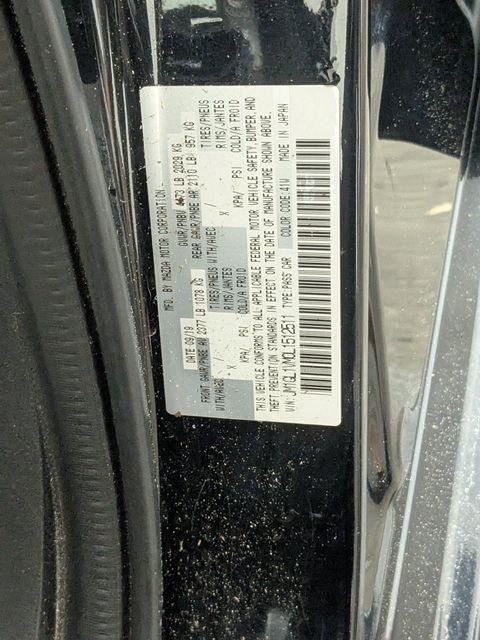 MFD. BY MAZDA MOTOR CORPORATION
DATE 09/19 GVWR/PNBV 4473 LB 2029 KG
FRONT GAWR/PNBE AV 2377 LB 1078 KG REAR GAWR/PNBE AR 2110 LB 957 KG
WITH/AVEC TIRES/PNEUS WITH/AVEC TIRES/PNEUS
X RIMS/JANTES X RIMS/JANTES
KPA/ PSI COLD/A FROID KPA/ PSI COLD/A FROID
THIS VEHICLE CONFORMS TO ALL APPLICABLE FEDERAL MOTOR VEHICLE SAFETY, BUMPER, AND
THEFT PREVENTION STANDARDS IN EFFECT ON THE DATE OF MANUFACTURE SHOWN ABOVE.
VIN: TYPE: PASS CAR COLOR CODE: 41V MADE IN JAPAN